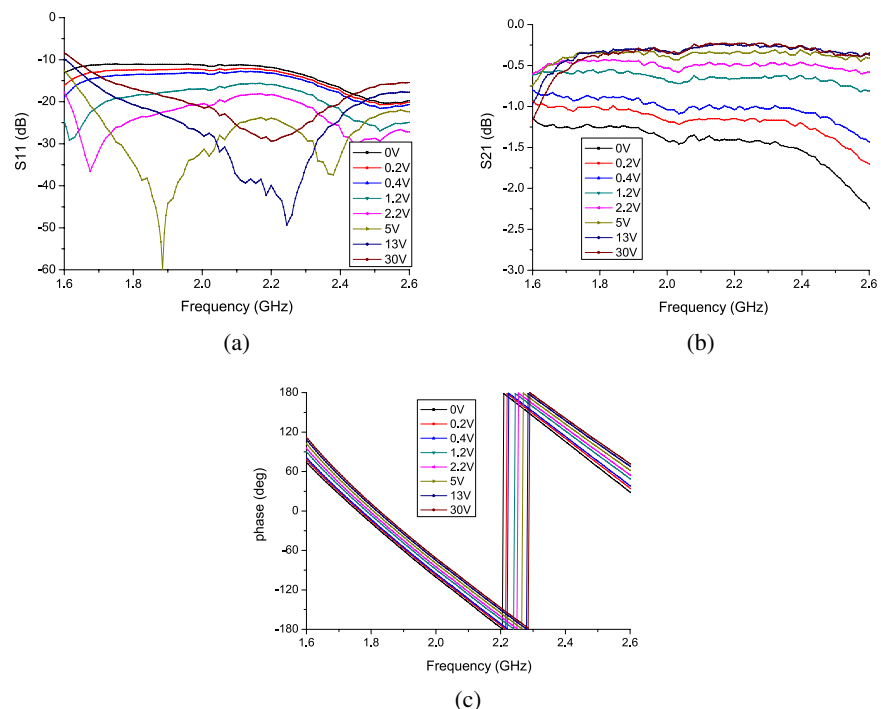 0
-10
-20
-30
-40
-50
-60
S11 (dB)
1.6 1.8 2.0 2.2 2.4 2.6
Frequency (GHz)
0V
0.2V
0.4V
1.2V
2.2V
5V
13V
30V
(a)
0.0
-0.5
-1.0
-1.5
-2.0
-2.5
-3.0
S21 (dB)
1.6 1.8 2.0 2.2 2.4 2.6
Frequency (GHz)
0V
0.2V
0.4V
1.2V
2.2V
5V
13V
30V
(b)
180
120
60
0
-60
-120
-180
phase (deg)
1.6 1.8 2.0 2.2 2.4 2.6
Frequency (GHz)
0V
0.2V
0.4V
1.2V
2.2V
5V
13V
30V
(c)